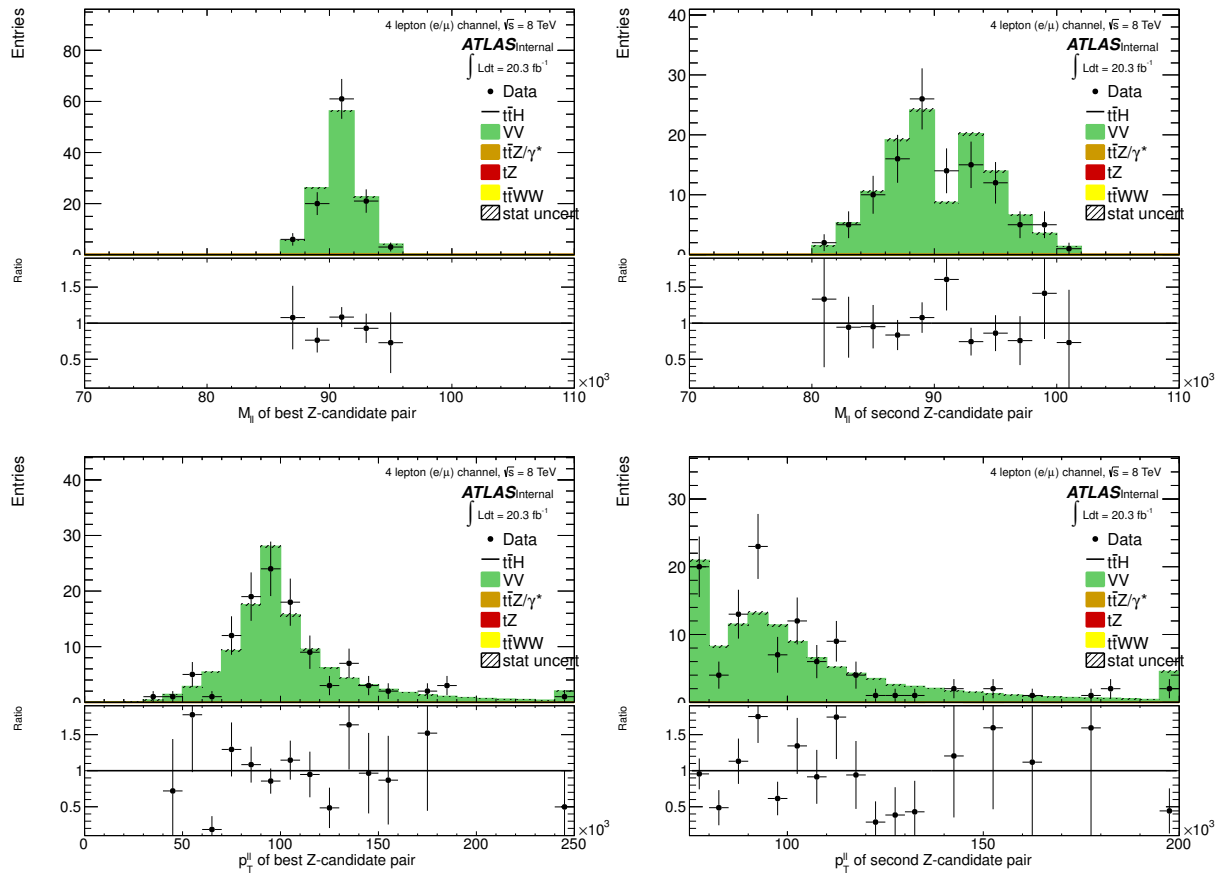 4 lepton (e/μ) channel, √s = 8 TeV
ATLAS Internal
∫ Ldt = 20.3 fb⁻¹
Data
tt̄H
VV
tt̄Z/γ*
tZ
tt̄WW
stat uncert
Entries
80
60
40
20
0
Ratio
1.5
1
0.5
70 80 90 100 110
×10³
M_ll of best Z-candidate pair
4 lepton (e/μ) channel, √s = 8 TeV
ATLAS Internal
∫ Ldt = 20.3 fb⁻¹
Data
tt̄H
VV
tt̄Z/γ*
tZ
tt̄WW
stat uncert
Entries
40
30
20
10
0
Ratio
1.5
1
0.5
70 80 90 100 110
×10³
M_ll of second Z-candidate pair
4 lepton (e/μ) channel, √s = 8 TeV
ATLAS Internal
∫ Ldt = 20.3 fb⁻¹
Data
tt̄H
VV
tt̄Z/γ*
tZ
tt̄WW
stat uncert
Entries
40
30
20
10
0
Ratio
1.5
1
0.5
0 50 100 150 200 250
×10³
p_T^ll of best Z-candidate pair
4 lepton (e/μ) channel, √s = 8 TeV
ATLAS Internal
∫ Ldt = 20.3 fb⁻¹
Data
tt̄H
VV
tt̄Z/γ*
tZ
tt̄WW
stat uncert
Entries
30
20
10
0
Ratio
1.5
1
0.5
100 150 200
×10³
p_T^ll of second Z-candidate pair